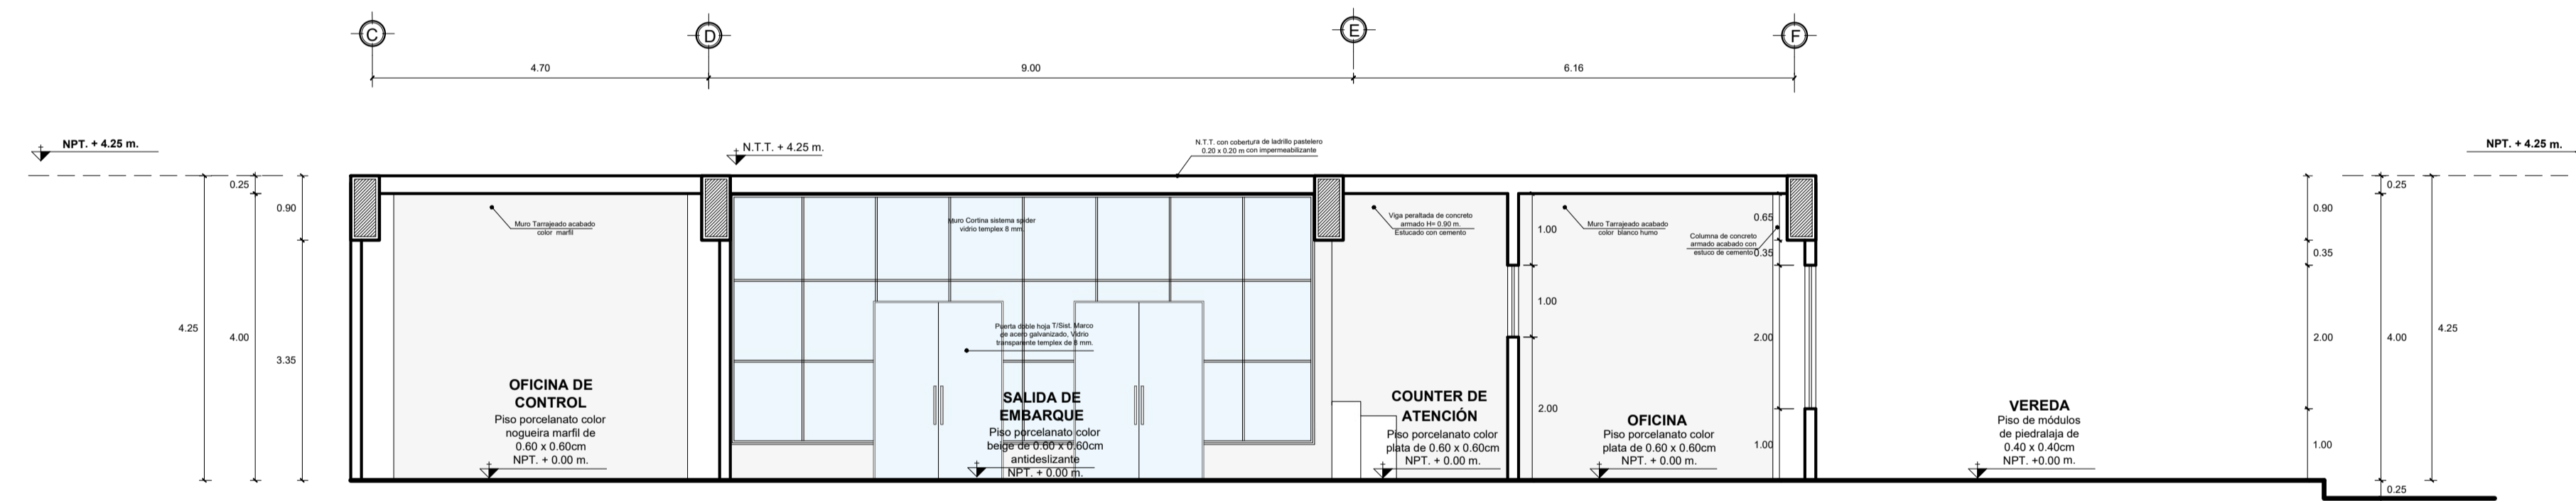 C
D
E
F
4.70
9.00
6.16
NPT. + 4.25 m.
N.T.T. + 4.25 m.
N.T.T. con cobertura de ladrillo pastelero
0.20 x 0.20 m con impermeabilizante
NPT. + 4.25 m.
0.25
0.90
4.25
4.00
3.35
Muro Tarrajeado acabado
color marfil
Muro Cortina sistema spider
vidrio templex 8 mm.
Viga peraltada de concreto
armado H= 0.90 m.
Estucado con cemento
1.00
1.00
2.00
Muro Tarrajeado acabado
color blanco humo
Columna de concreto
armado acabado con
estuco de cemento
0.65
0.35
2.00
1.00
Puerta doble hoja T/Sist. Marco
de acero galvanizado, Vidrio
transparente templex de 8 mm.
OFICINA DE
CONTROL
Piso porcelanato color
nogueira marfil de
0.60 x 0.60cm
NPT. + 0.00 m.
SALIDA DE
EMBARQUE
Piso porcelanato color
beige de 0.60 x 0.60cm
antideslizante
NPT. + 0.00 m.
COUNTER DE
ATENCIÓN
Piso porcelanato color
plata de 0.60 x 0.60cm
NPT. + 0.00 m.
OFICINA
Piso porcelanato color
plata de 0.60 x 0.60cm
NPT. + 0.00 m.
VEREDA
Piso de módulos
de piedralaja de
0.40 x 0.40cm
NPT. +0.00 m.
0.90
0.35
2.00
1.00
0.25
4.00
0.25
4.25